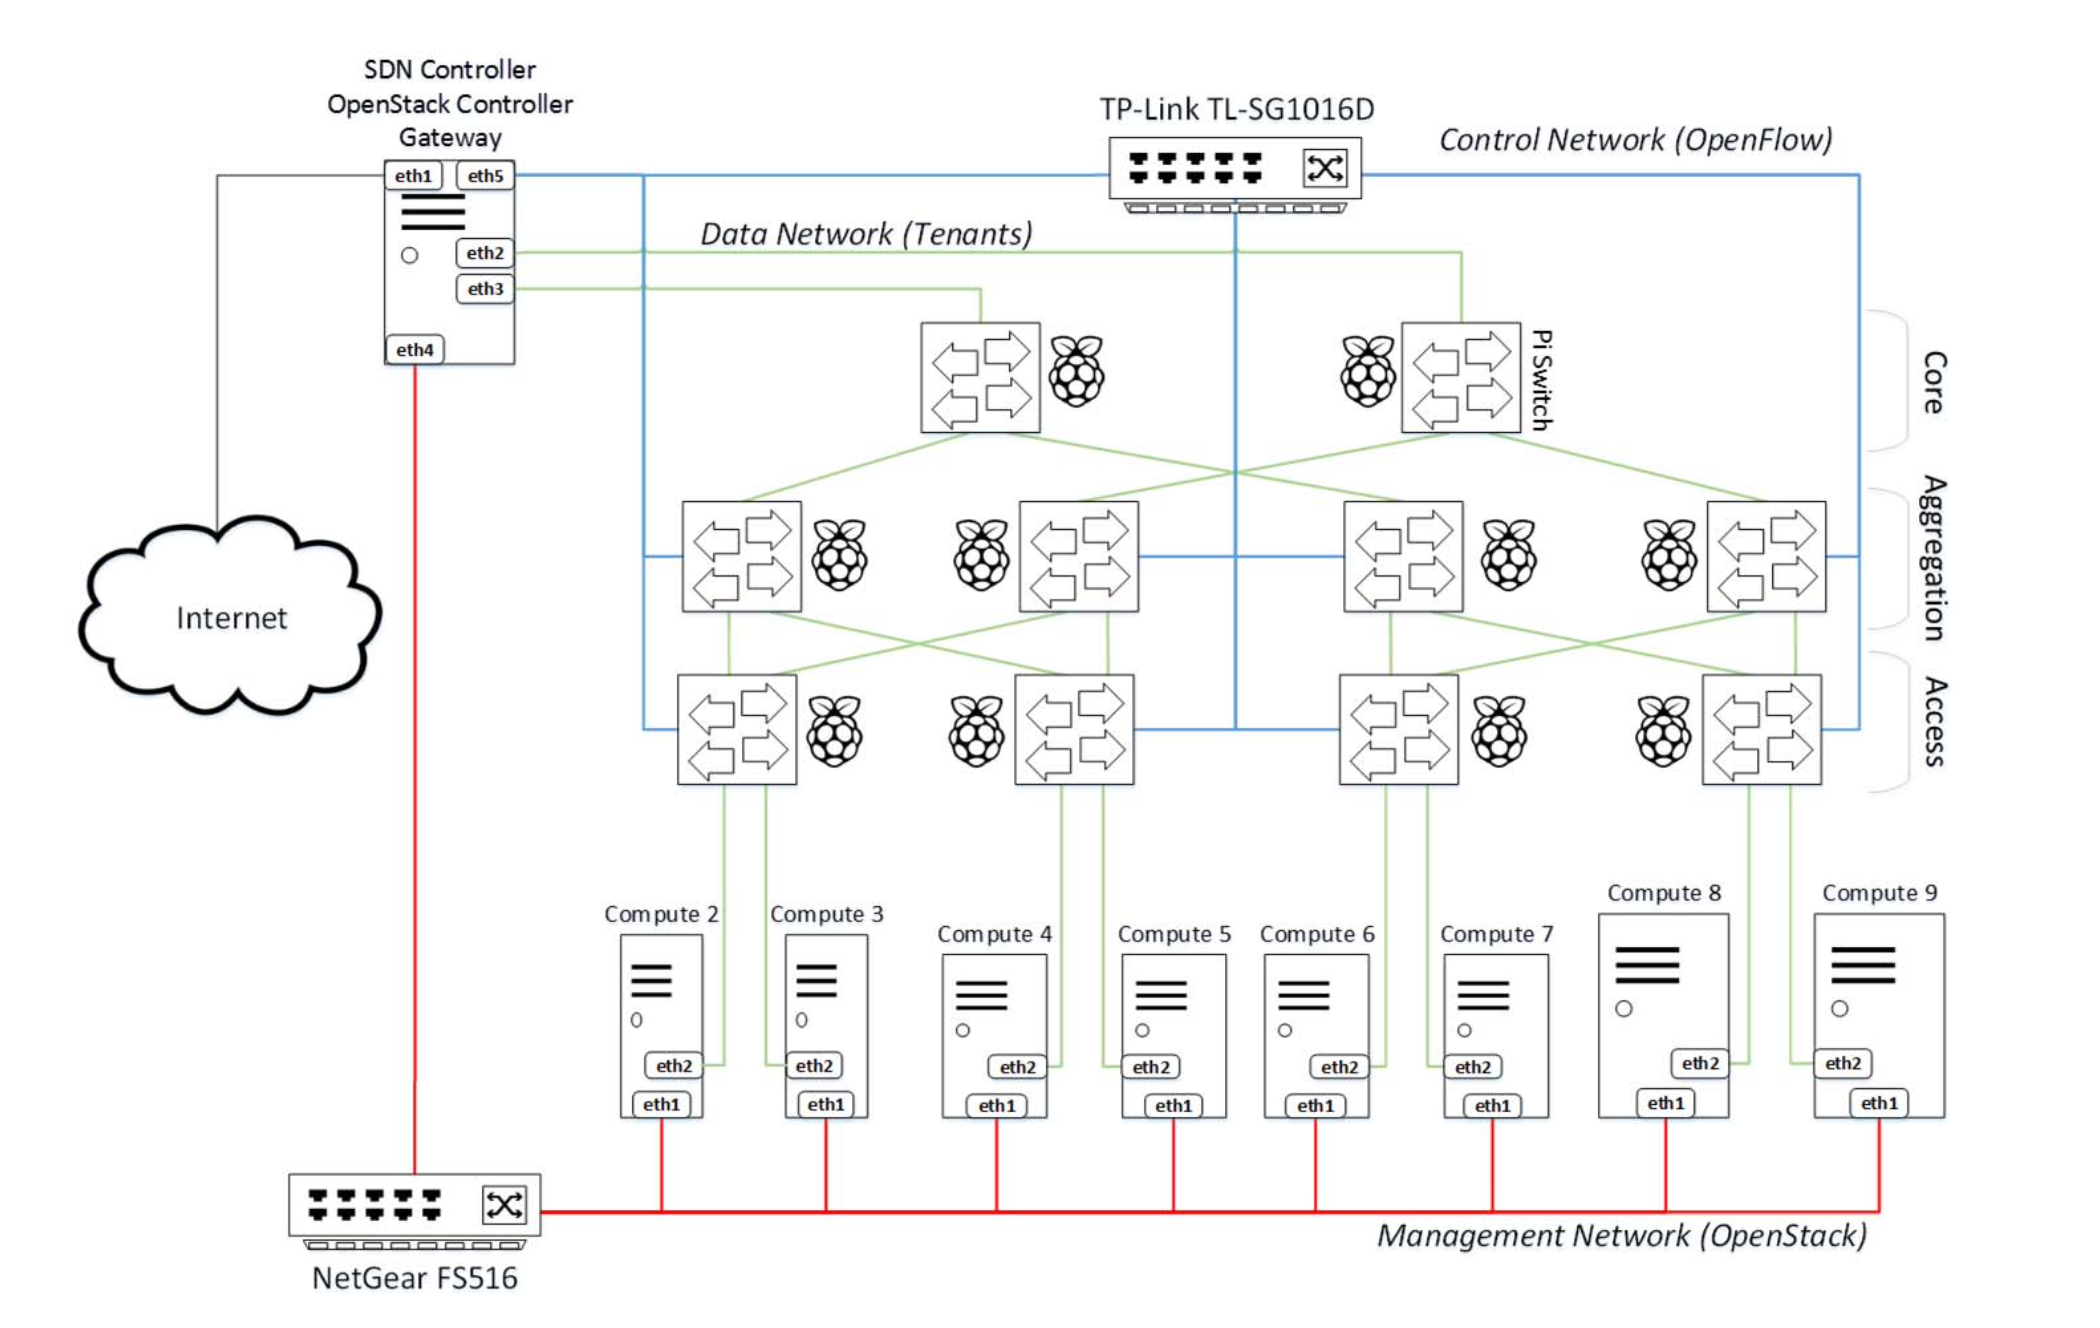 SDN Controller
OpenStack Controller
Gateway
TP-Link TL-SG1016D
Control Network (OpenFlow)
eth1
eth5
Data Network (Tenants)
eth2
eth3
eth4
Pi Switch
Core
Aggregation
Internet
Access
Compute 8
Compute 9
Compute 2
Compute 3
Compute 4
Compute 5
Compute 6
Compute 7
eth2
eth2
eth2
eth2
eth2
eth2
eth2
eth2
eth1
eth1
eth1
eth1
eth1
eth1
eth1
eth1
Management Network (OpenStack)
NetGear FS516